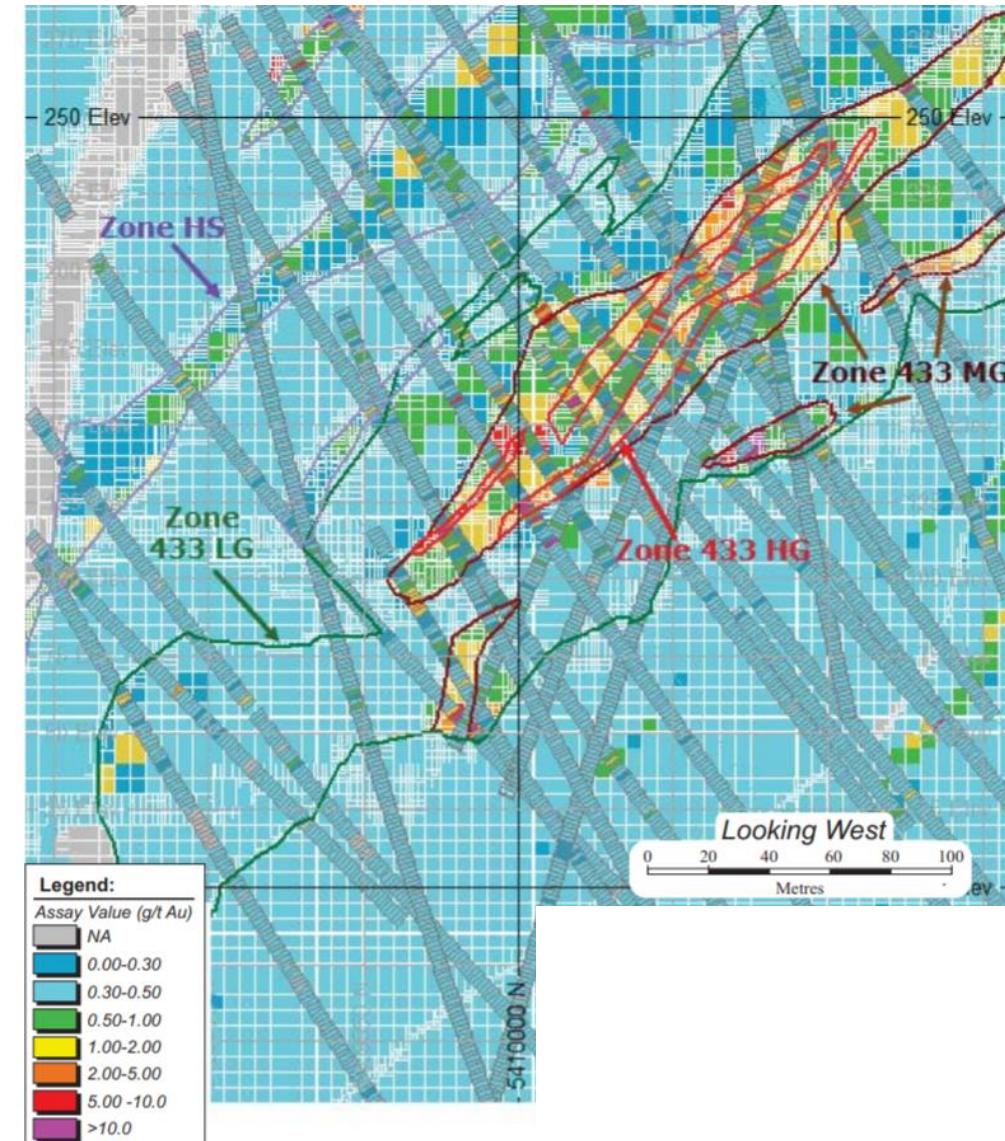 250 Elev
250 Elev
Zone HS
Zone 433 MG
Zone
433 LG
Zone 433 HG
Looking West
0 20 40 60 80 100
Metres
ev
5410000 N
Legend:
Assay Value (g/t Au)
NA
0.00-0.30
0.30-0.50
0.50-1.00
1.00-2.00
2.00-5.00
5.00 -10.0
>10.0